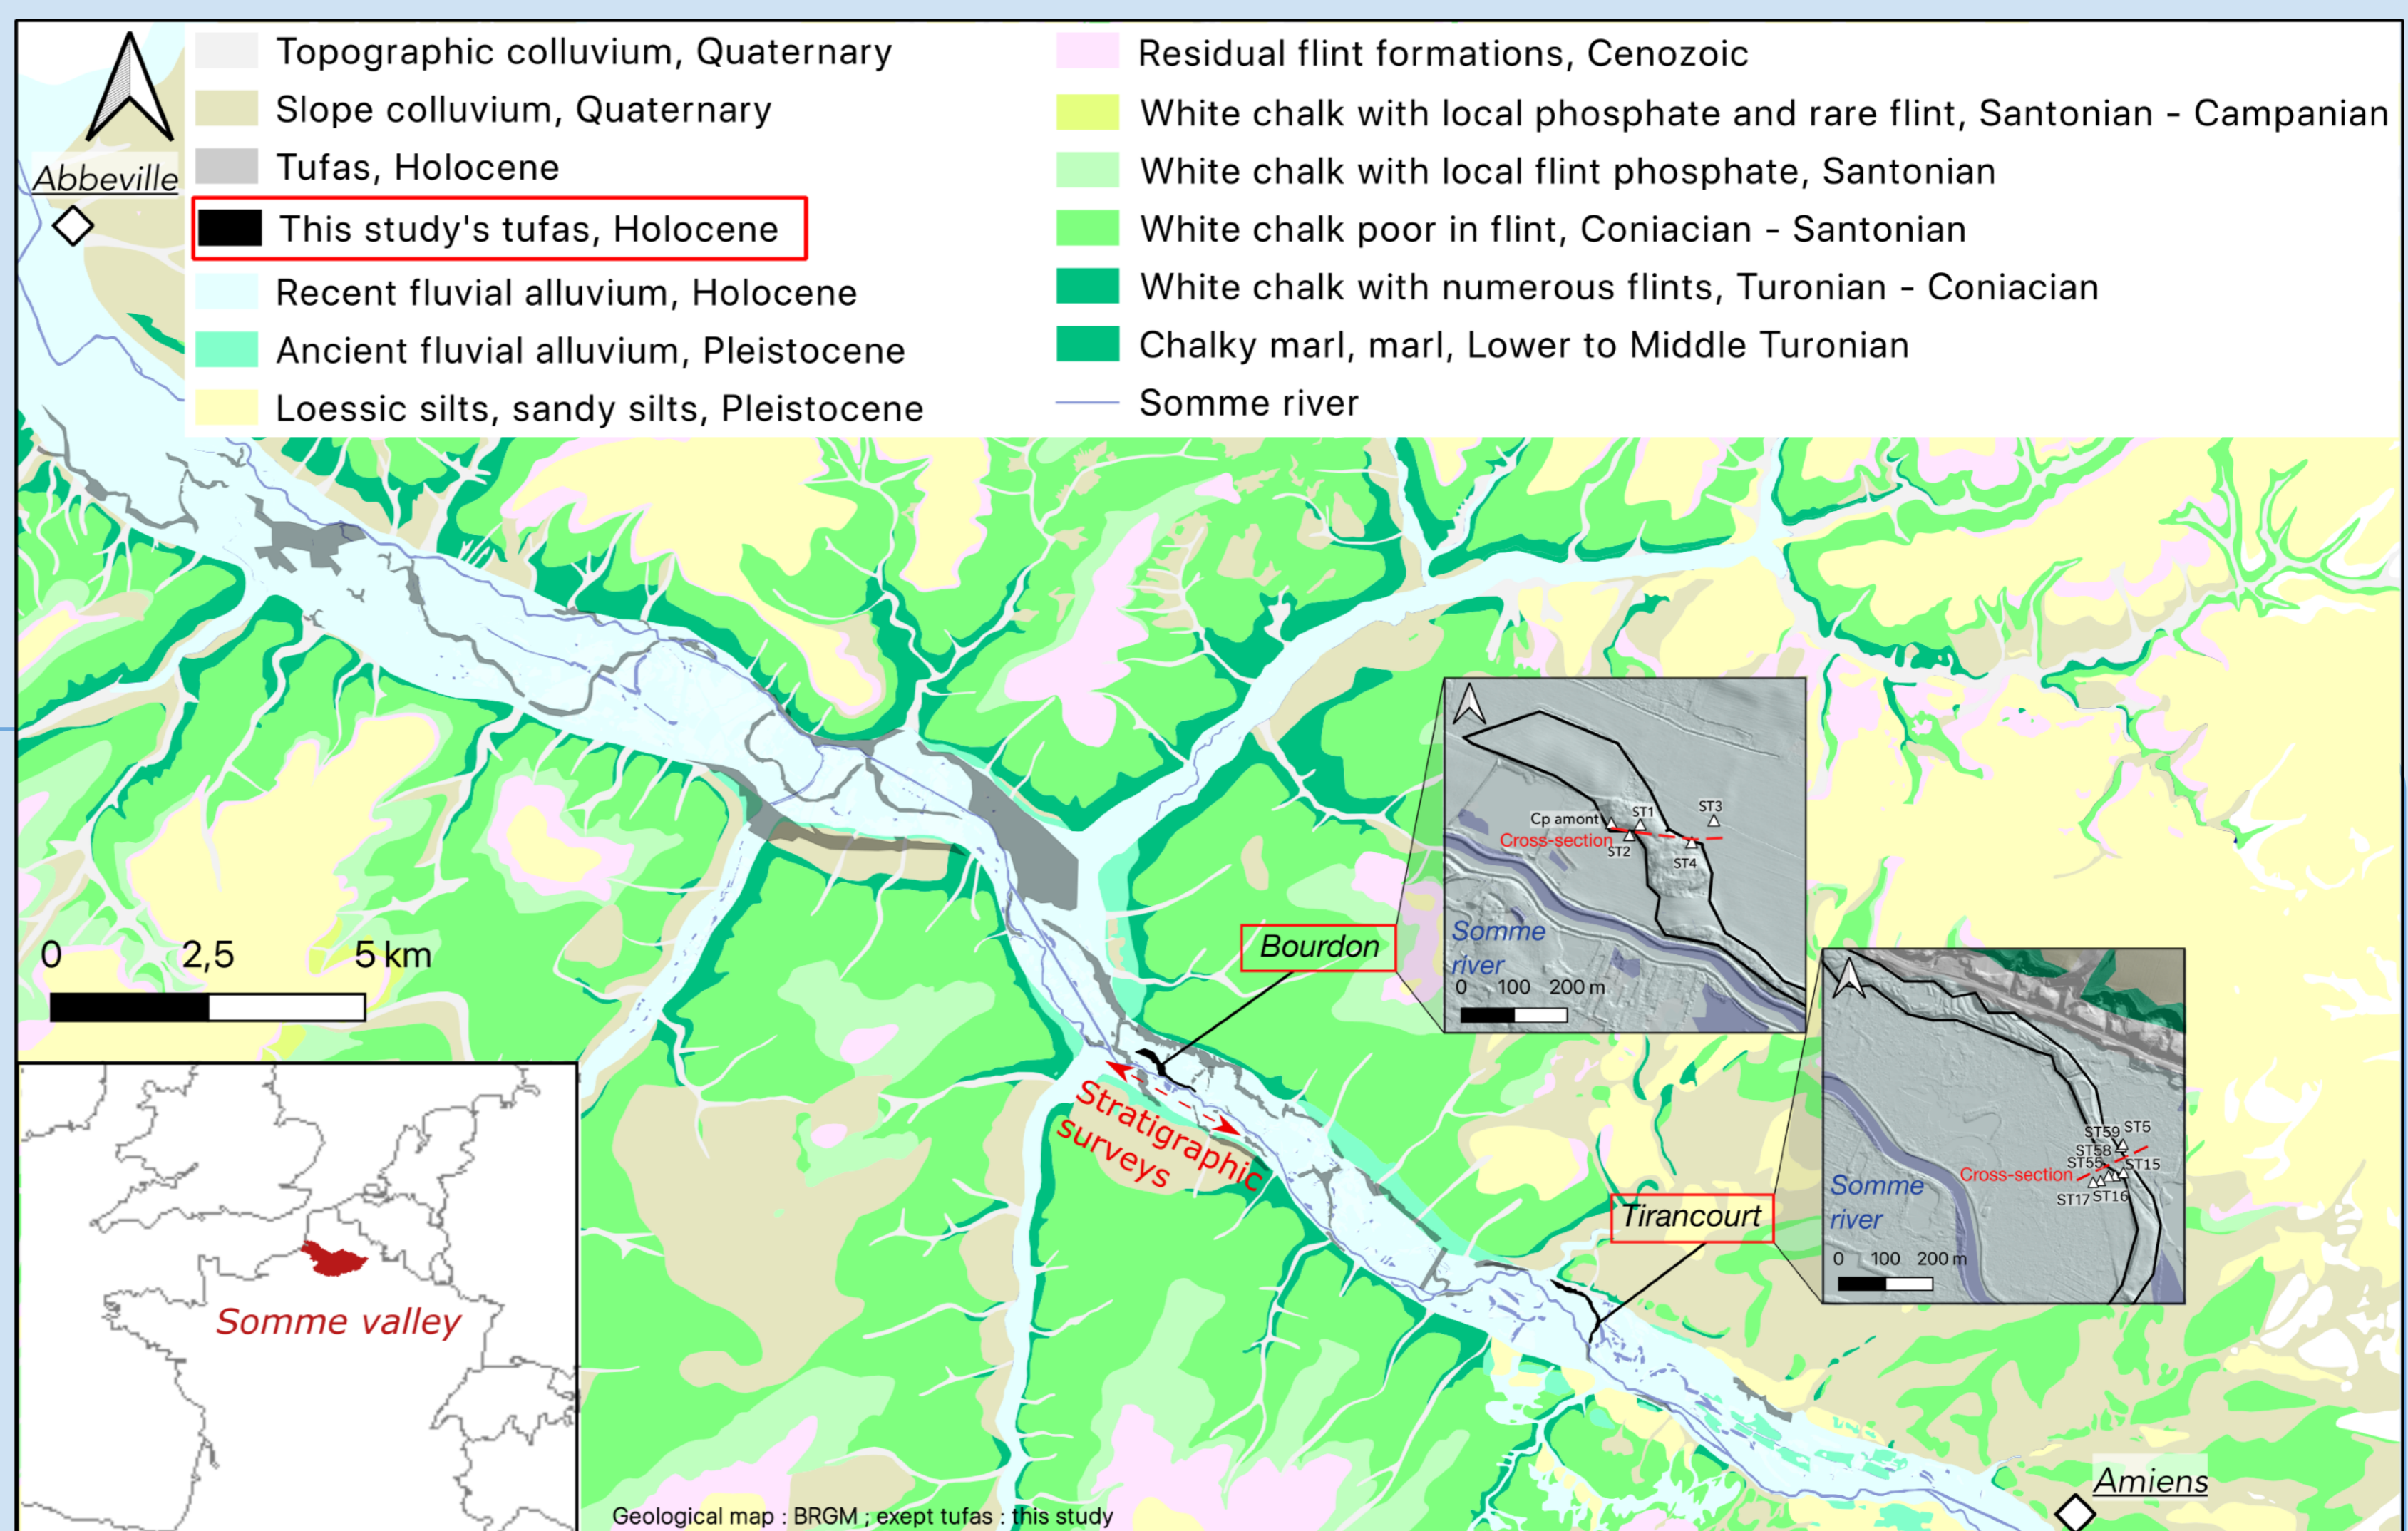 Topographic colluvium, Quaternary
Slope colluvium, Quaternary
Tufas, Holocene
This study's tufas, Holocene
Recent fluvial alluvium, Holocene
Ancient fluvial alluvium, Pleistocene
Loessic silts, sandy silts, Pleistocene
Residual flint formations, Cenozoic
White chalk with local phosphate and rare flint, Santonian - Campanian
White chalk with local flint phosphate, Santonian
White chalk poor in flint, Coniacian - Santonian
White chalk with numerous flints, Turonian - Coniacian
Chalky marl, marl, Lower to Middle Turonian
Somme river
Abbeville
Cp amont
ST1
ST3
Cross-section
ST2
ST4
Somme
river
0 100 200 m
Bourdon
0 2,5 5 km
Stratigraphic
surveys
Tirancourt
ST59
ST5
ST58
ST55
ST15
Cross-section
ST17
ST16
Somme
river
0 100 200 m
Somme valley
Amiens
Geological map : BRGM ; exept tufas : this study